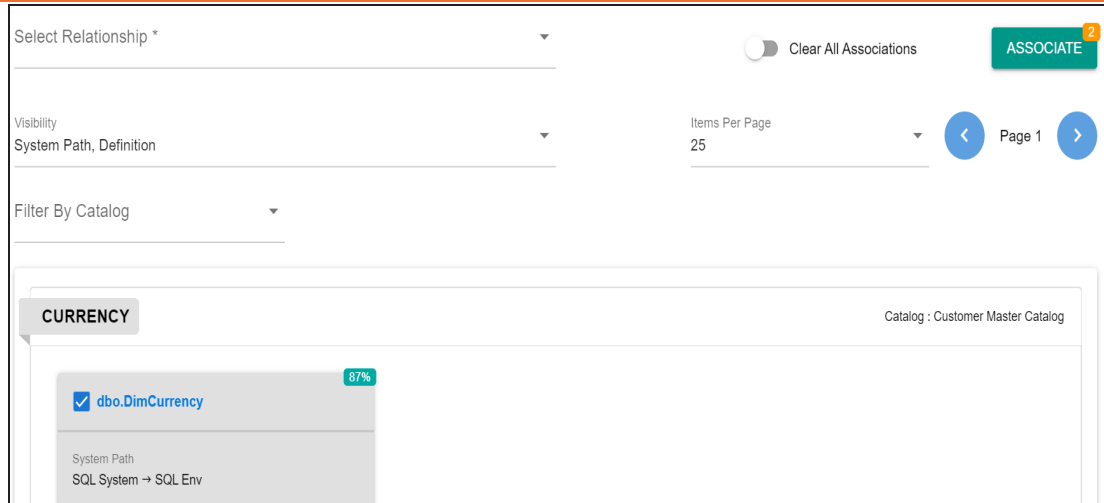 Select Relationship *
Clear All Associations
ASSOCIATE
2
Visibility
System Path, Definition
Items Per Page
25
Page 1
Filter By Catalog
CURRENCY
Catalog : Customer Master Catalog
87%
dbo.DimCurrency
System Path
SQL System → SQL Env